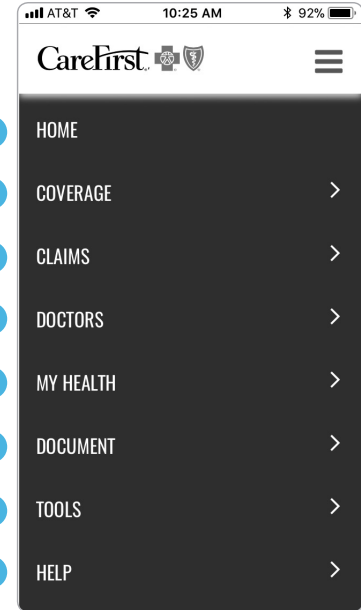 AT&T 10:25 AM 92%
CareFirst.
HOME
COVERAGE
CLAIMS
DOCTORS
MY HEALTH
DOCUMENT
TOOLS
HELP